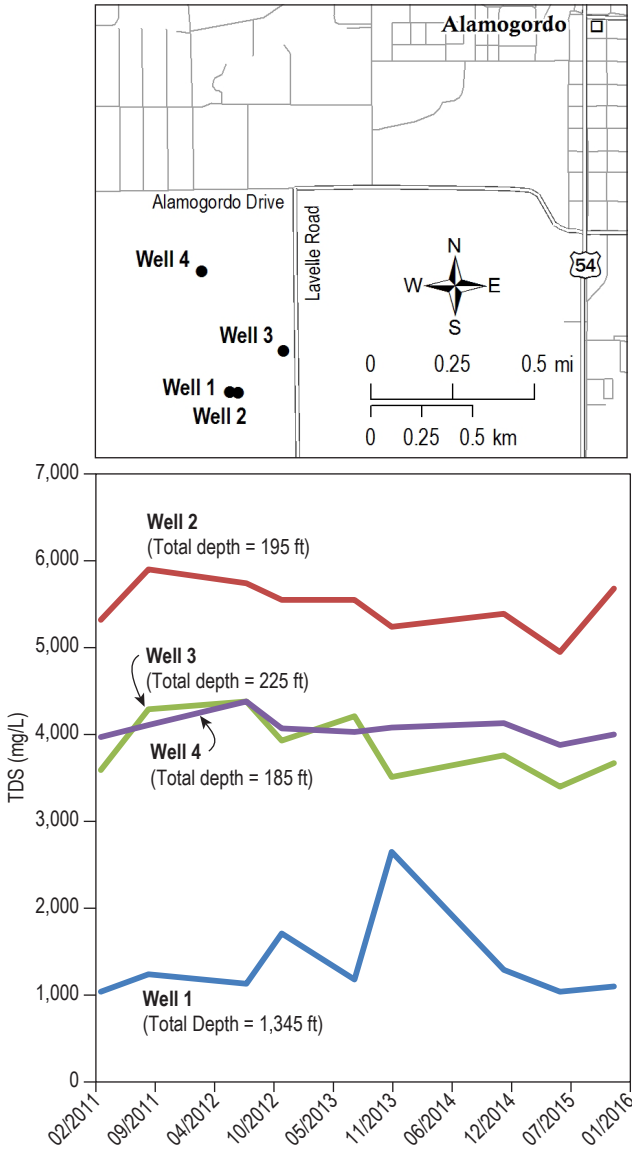 Alamogordo
Alamogordo Drive
Lavelle Road
Well 4
N
W
E
S
54
Well 3
0 0.25 0.5 mi
Well 1
Well 2
0 0.25 0.5 km
7,000
6,000
5,000
4,000
3,000
2,000
1,000
0
TDS (mg/L)
Well 2
(Total depth = 195 ft)
Well 3
(Total depth = 225 ft)
Well 4
(Total depth = 185 ft)
Well 1
(Total Depth = 1,345 ft)
02/2011
09/2011
04/2012
10/2012
05/2013
11/2013
06/2014
12/2014
07/2015
01/2016